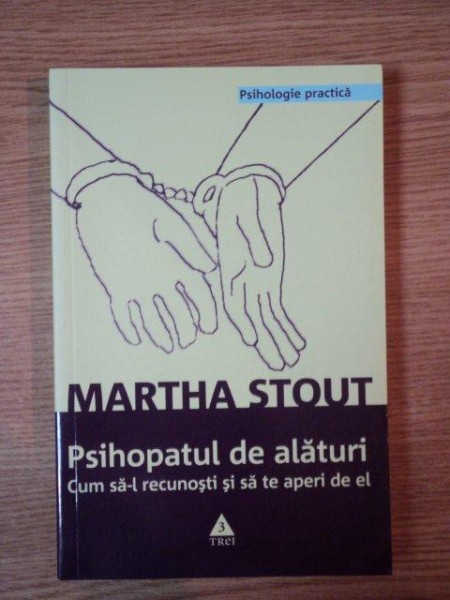 Psihologie practică
MARTHA STOUT
Psihopatul de alături
Cum să-l recunoști și să te aperi de el
3
TREI